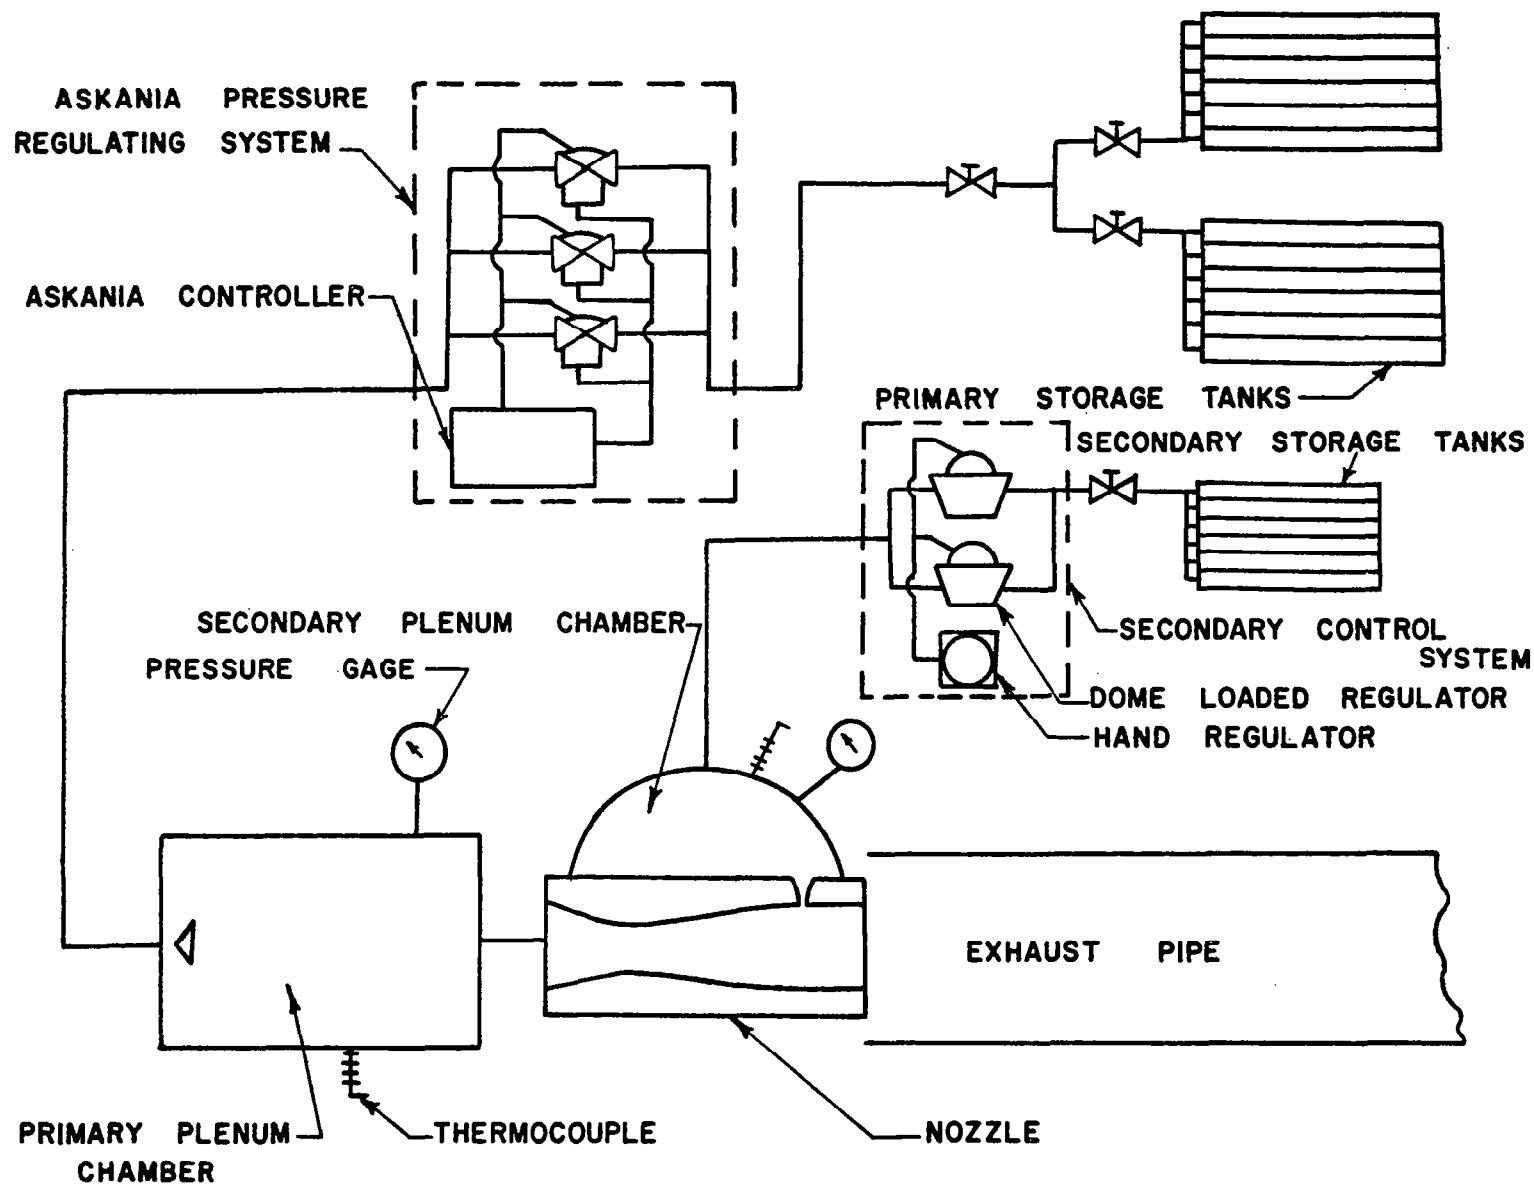 ASKANIA PRESSURE
REGULATING SYSTEM
ASKANIA CONTROLLER
PRIMARY STORAGE TANKS
SECONDARY STORAGE TANKS
SECONDARY PLENUM CHAMBER
PRESSURE GAGE
SECONDARY CONTROL
SYSTEM
DOME LOADED REGULATOR
HAND REGULATOR
EXHAUST PIPE
PRIMARY PLENUM
CHAMBER
THERMOCOUPLE
NOZZLE